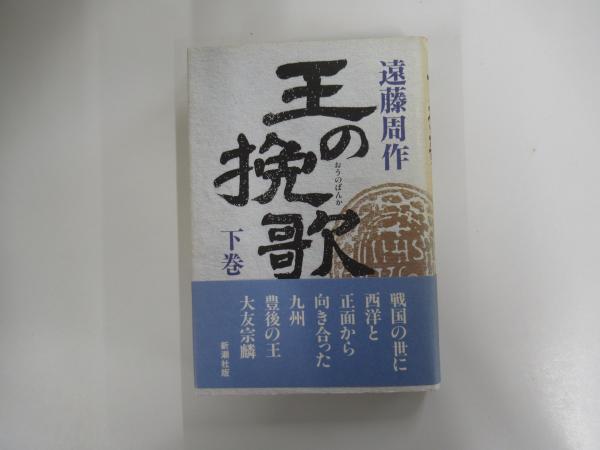 遠藤周作
王の挽歌
おうのばんか
下巻
戦国の世に
西洋と
正面から
向き合った
九州
豊後の王
大友宗麟
新潮社版